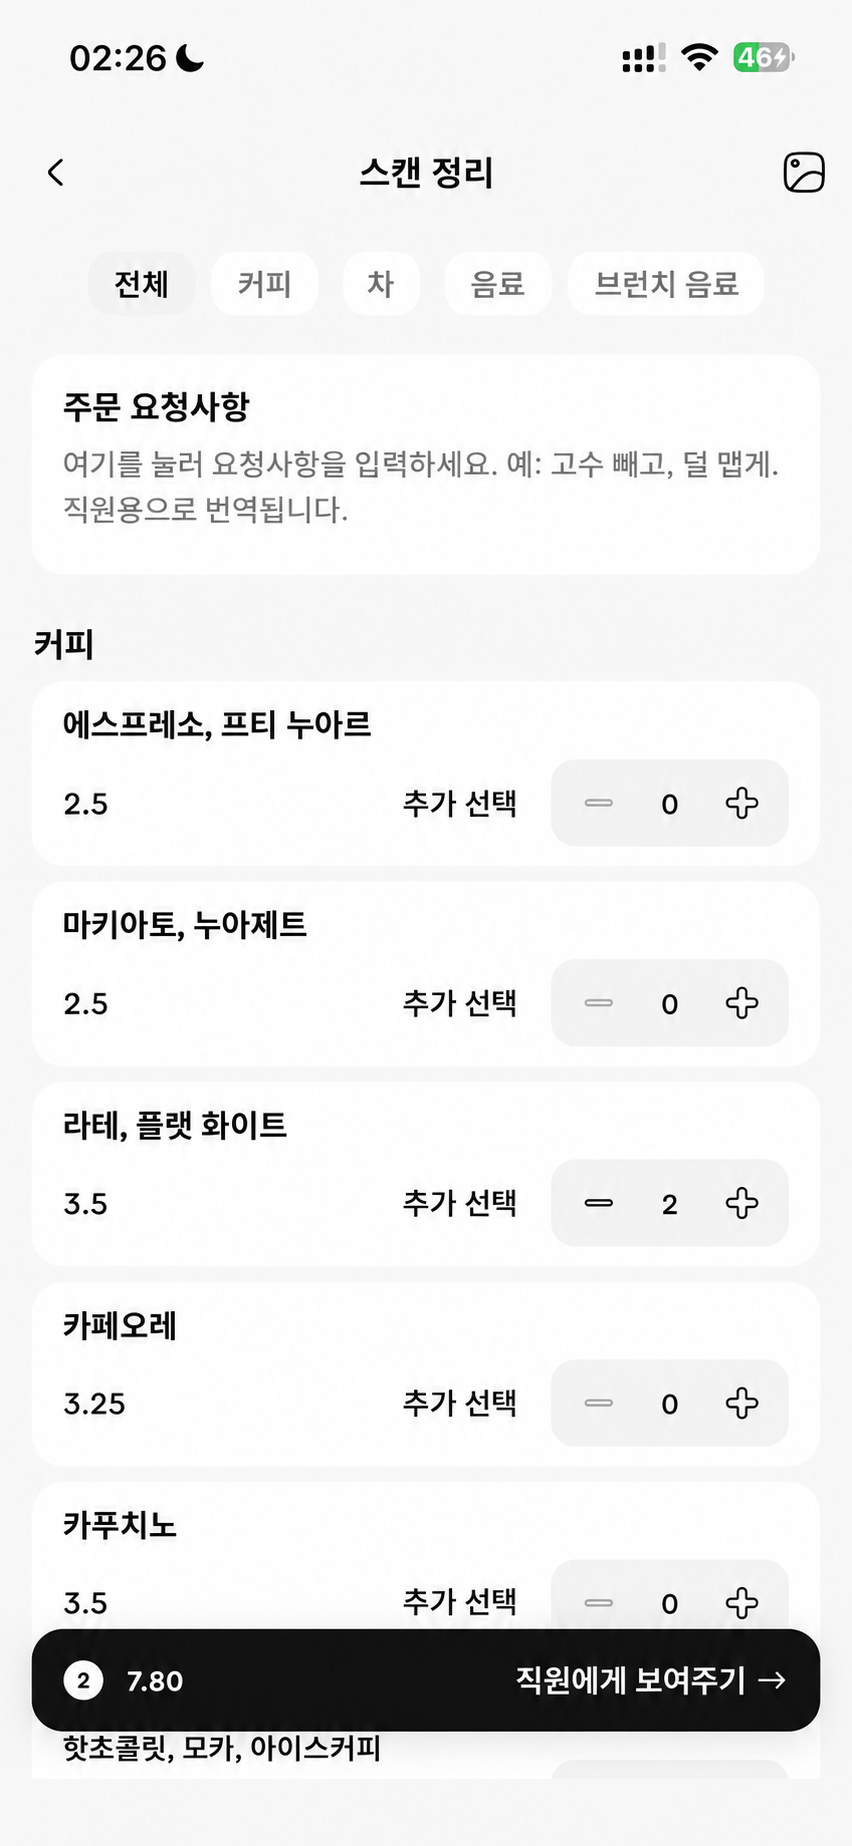 02:26
46
스캔 정리
전체
커피
차
음료
브런치 음료
주문 요청사항
여기를 눌러 요청사항을 입력하세요. 예: 고수 빼고, 덜 맵게.
직원용으로 번역됩니다.
커피
에스프레소, 프티 누아르
2.5 추가 선택 0
마키아토, 누아제트
2.5 추가 선택 0
라테, 플랫 화이트
3.5 추가 선택 2
카페오레
3.25 추가 선택 0
카푸치노
3.5 추가 선택 0
2 7.80 직원에게 보여주기 →
핫초콜릿, 모카, 아이스커피